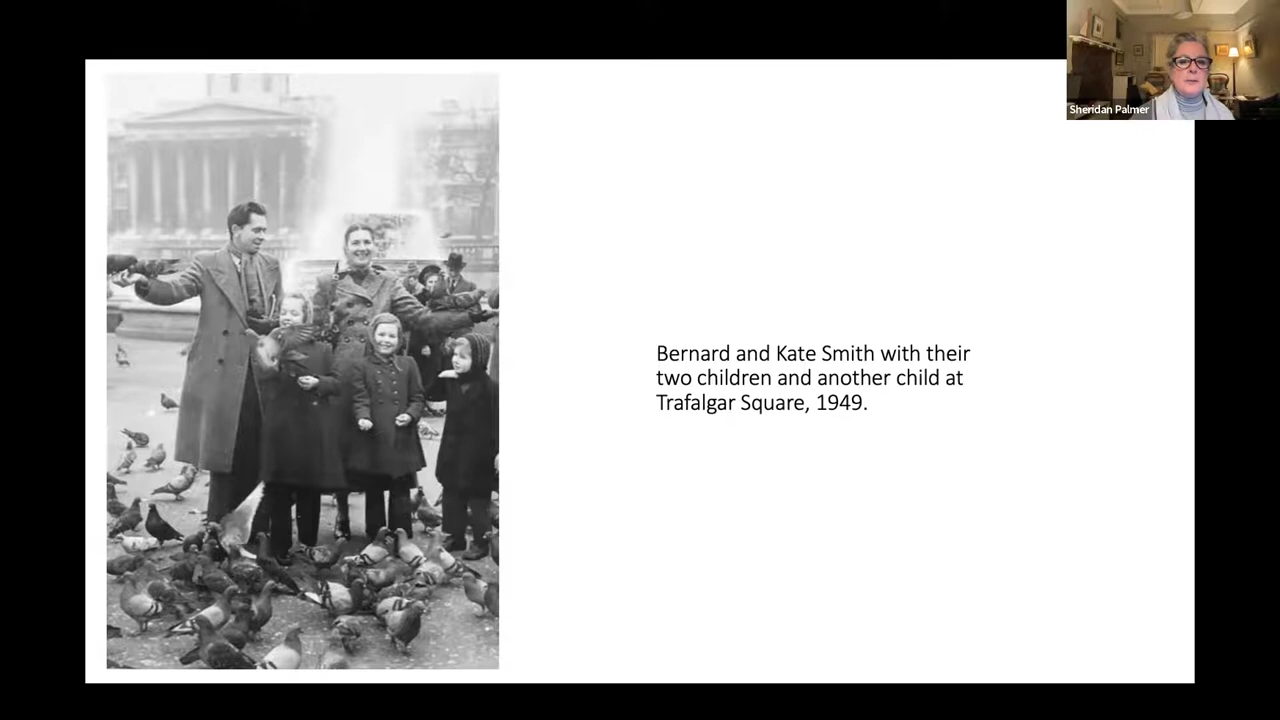 Sheridan Palmer
Bernard and Kate Smith with their
two children and another child at
Trafalgar Square, 1949.